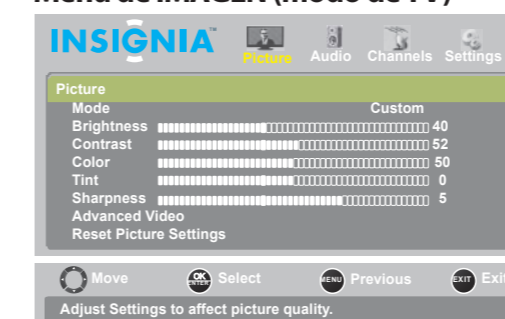 Menú de IMAGEN (modo de TV)
INSIGNIA
Picture Audio Channels Settings
Picture
Mode Custom
Brightness 40
Contrast 52
Color 50
Tint 0
Sharpness 5
Advanced Video
Reset Picture Settings
Move OK ENTER Select MENU Previous EXIT Exit
Adjust Settings to affect picture quality.